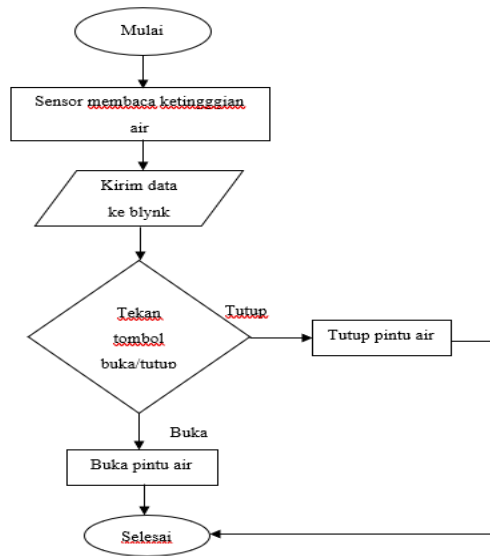 Mulai
Sensor membaca ketingggian
air
Kirim data
ke blynk
Tekan
tombol
buka/tutup
Tutup
Tutup pintu air
Buka
Buka pintu air
Selesai